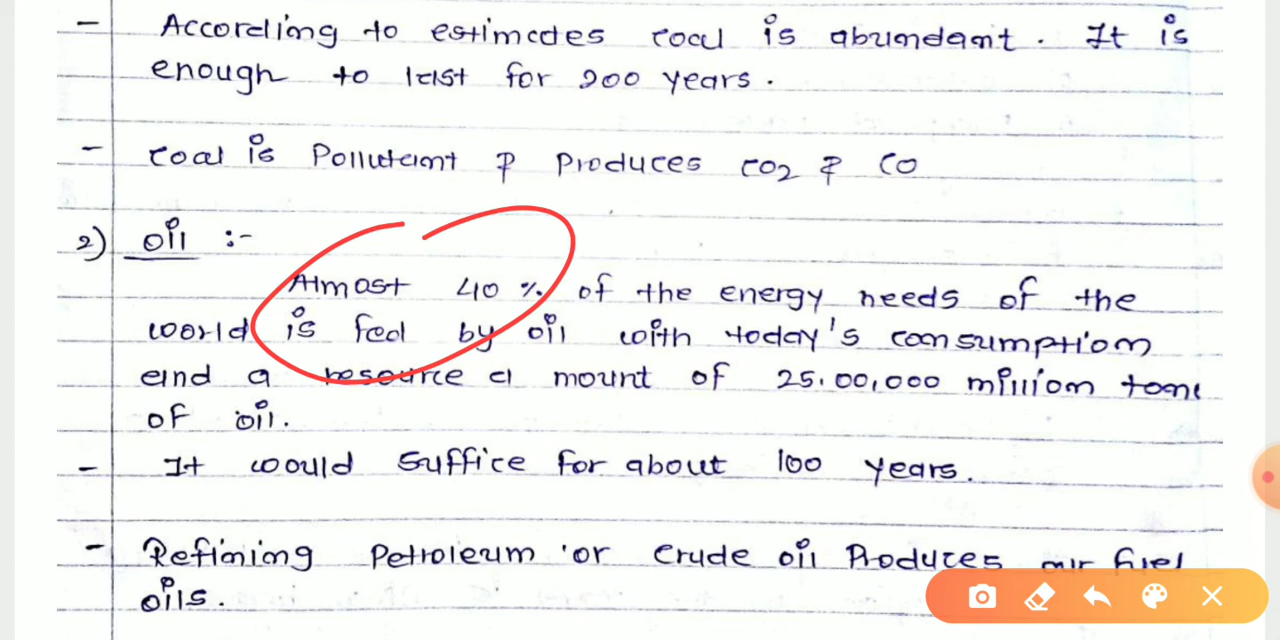 - According to estimates coal is abundant. It is
enough to last for 200 years.
- Coal is Pollutant & Produces CO2 & CO
2) Oil :-
Almost 40 % of the energy needs of the
world is feed by oil with today's consumption
and a resource amount of 25,00,000 million tone
of oil.
- It would suffice for about 100 years.
- Refining Petroleum or crude oil Produces our fuel
oils.